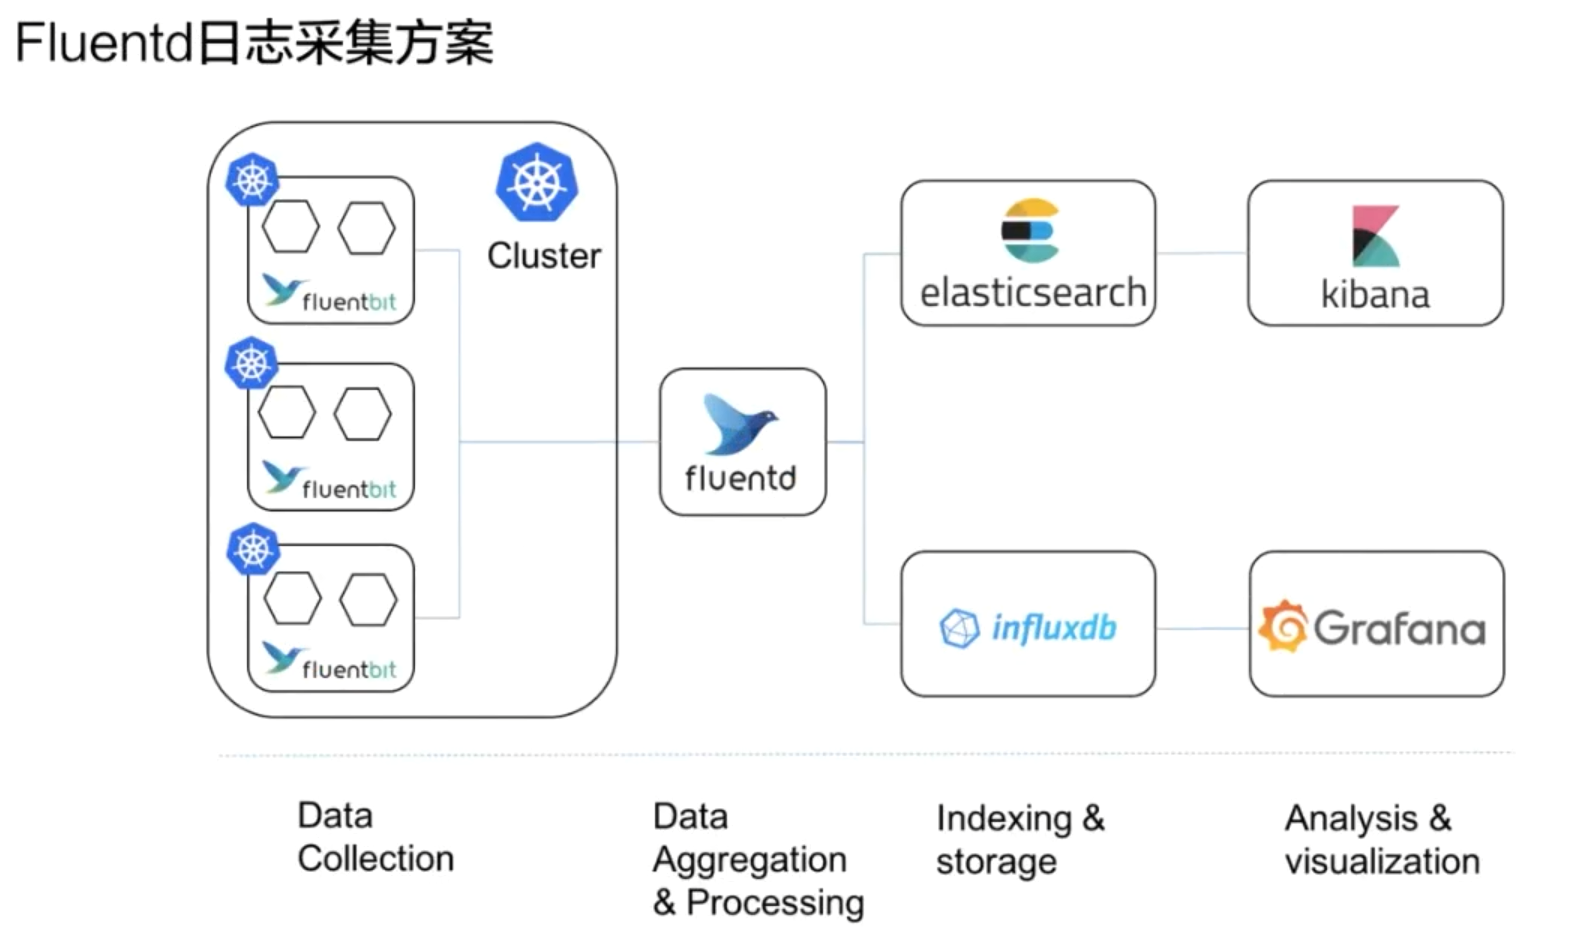 Fluentd日志采集方案
Cluster
fluentbit
fluentbit
fluentbit
fluentd
elasticsearch
kibana
influxdb
Grafana
Data
Collection
Data
Aggregation
& Processing
Indexing &
storage
Analysis &
visualization